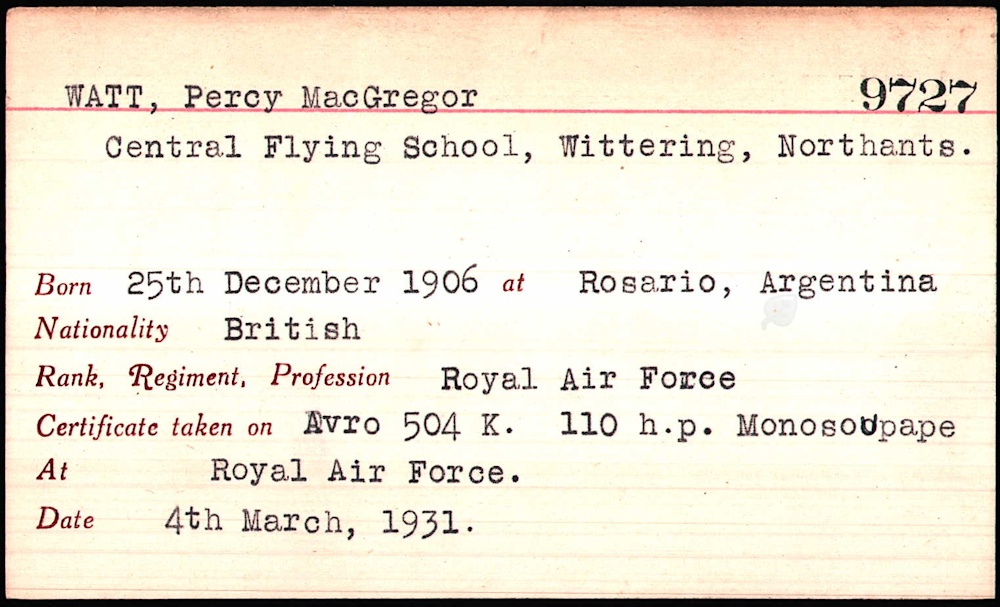 WATT, Percy MacGregor 9727
Central Flying School, Wittering, Northants.
Born 25th December 1906 at Rosario, Argentina
Nationality British
Rank, Regiment, Profession Royal Air Force
Certificate taken on Avro 504 K. 110 h.p. Monosoupape
At Royal Air Force.
Date 4th March, 1931.